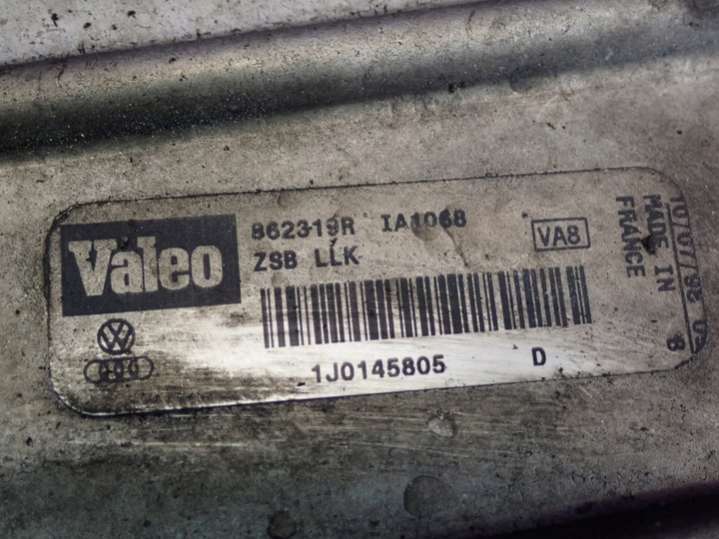 Valeo
862319R IA1068
ZSB LLK
VA8
1J0145805 D
MADE IN
FRANCE